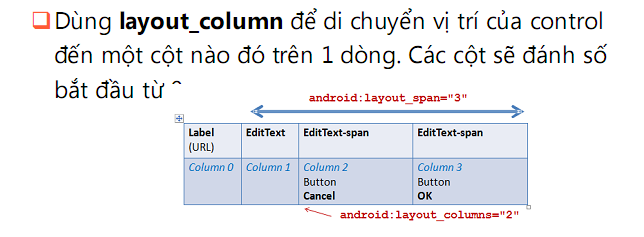 Dùng layout_column để di chuyển vị trí của control
đến một cột nào đó trên 1 dòng. Các cột sẽ đánh số
bắt đầu từ
android:layout_span="3"
Label EditText EditText-span EditText-span
(URL)
Column 0 Column 1 Column 2 Column 3
Button Button
Cancel OK
android:layout_columns="2"